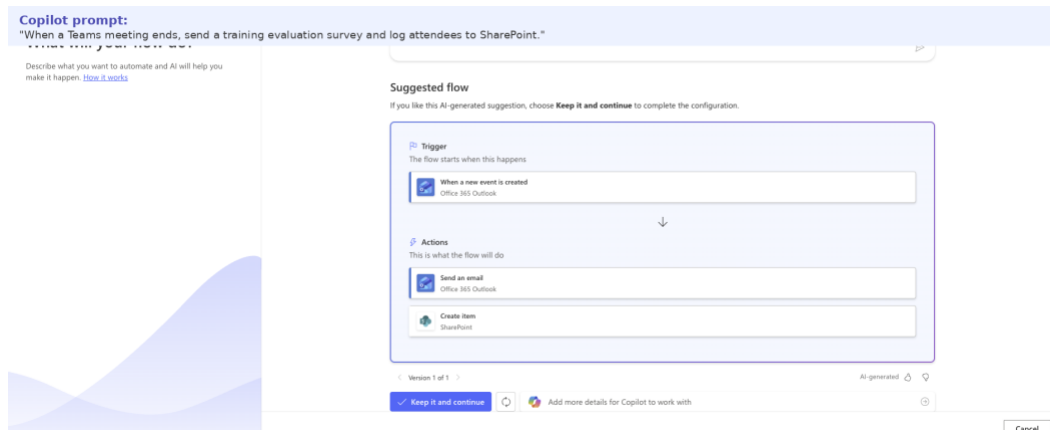 Copilot prompt:
"When a Teams meeting ends, send a training evaluation survey and log attendees to SharePoint."
What will your flow do?
Describe what you want to automate and AI will help you
make it happen. How it works
Suggested flow
If you like this AI-generated suggestion, choose Keep it and continue to complete the configuration.
Trigger
The flow starts when this happens
When a new event is created
Office 365 Outlook
Actions
This is what the flow will do
Send an email
Office 365 Outlook
Create item
SharePoint
Version 1 of 1
AI-generated
Keep it and continue
Add more details for Copilot to work with
Cancel